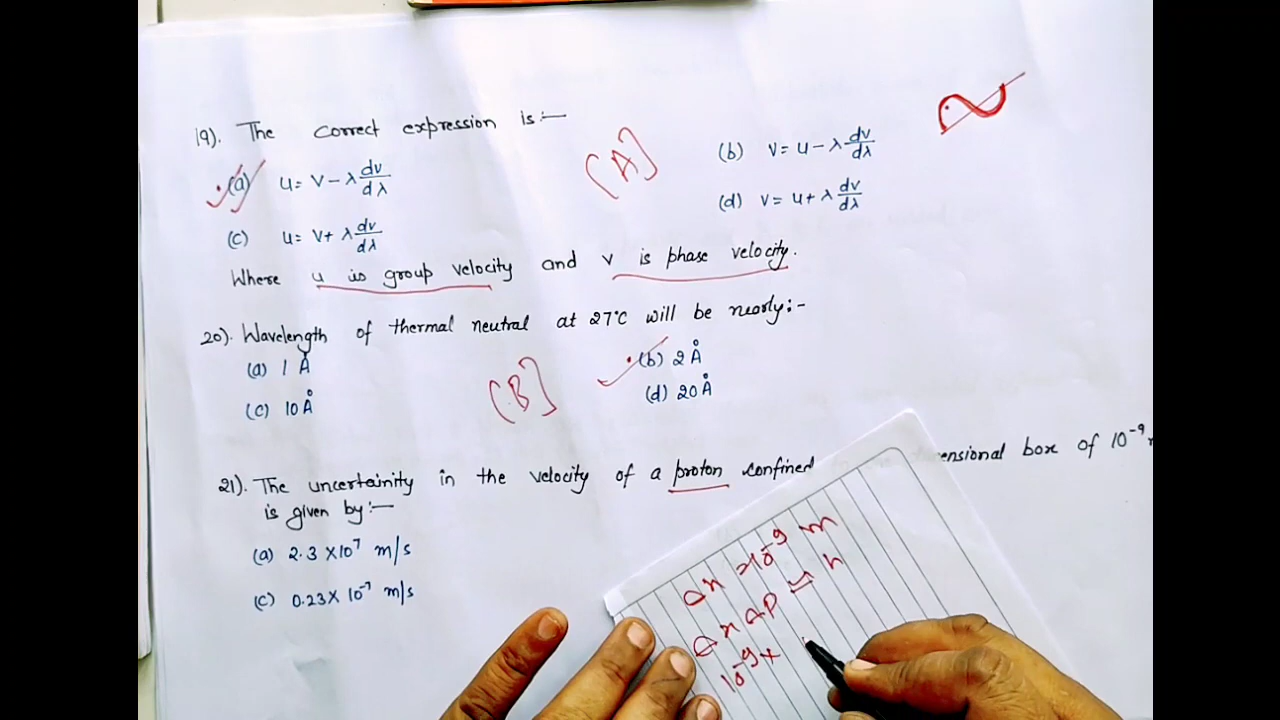 19). The correct expression is :-
(a) u = v - λ dv/dλ
(b) v = u - λ dv/dλ
[A]
(c) u = v + λ dv/dλ
(d) v = u + λ dv/dλ
Where u is group velocity and v is phase velocity.
20). Wavelength of thermal neutral at 27°C will be nearly :-
(a) 1 Å
(b) 2 Å
[B]
(c) 10 Å
(d) 20 Å
21). The uncertainity in the velocity of a proton confined ensional box of 10⁻⁹
is given by :-
(a) 2.3 × 10⁷ m/s
(c) 0.23 × 10⁻⁷ m/s
Δx 10⁻⁹ m
Δx ΔP = h
10⁻⁹ ×